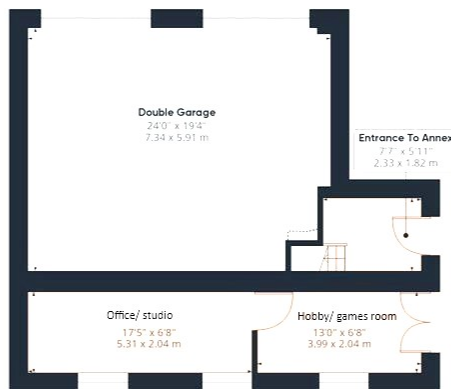 Double Garage
24'0" x 19'4"
7.34 x 5.91 m
Entrance To Annex
7'7" x 5'11"
2.33 x 1.82 m
Office/ studio
17'5" x 6'8"
5.31 x 2.04 m
Hobby/ games room
13'0" x 6'8"
3.99 x 2.04 m